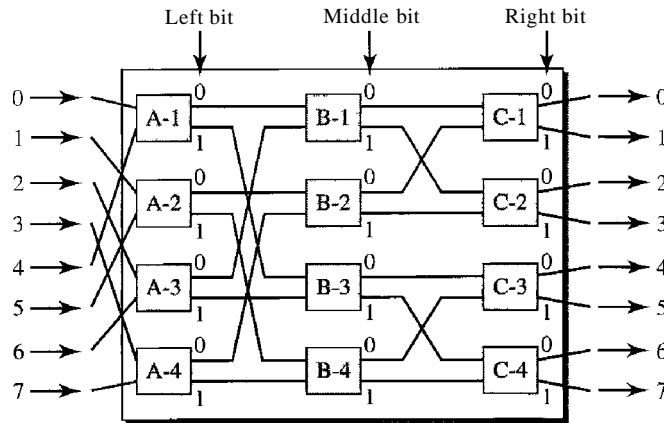 Left bit Middle bit Right bit
0 0 0 0 0
A-1 B-1 C-1
1 1 1 1 1
2 0 0 0 2
A-2 B-2 C-2
3 1 1 1 3
4 0 0 0 4
A-3 B-3 C-3
5 1 1 1 5
6 0 0 0 6
A-4 B-4 C-4
7 1 1 1 7